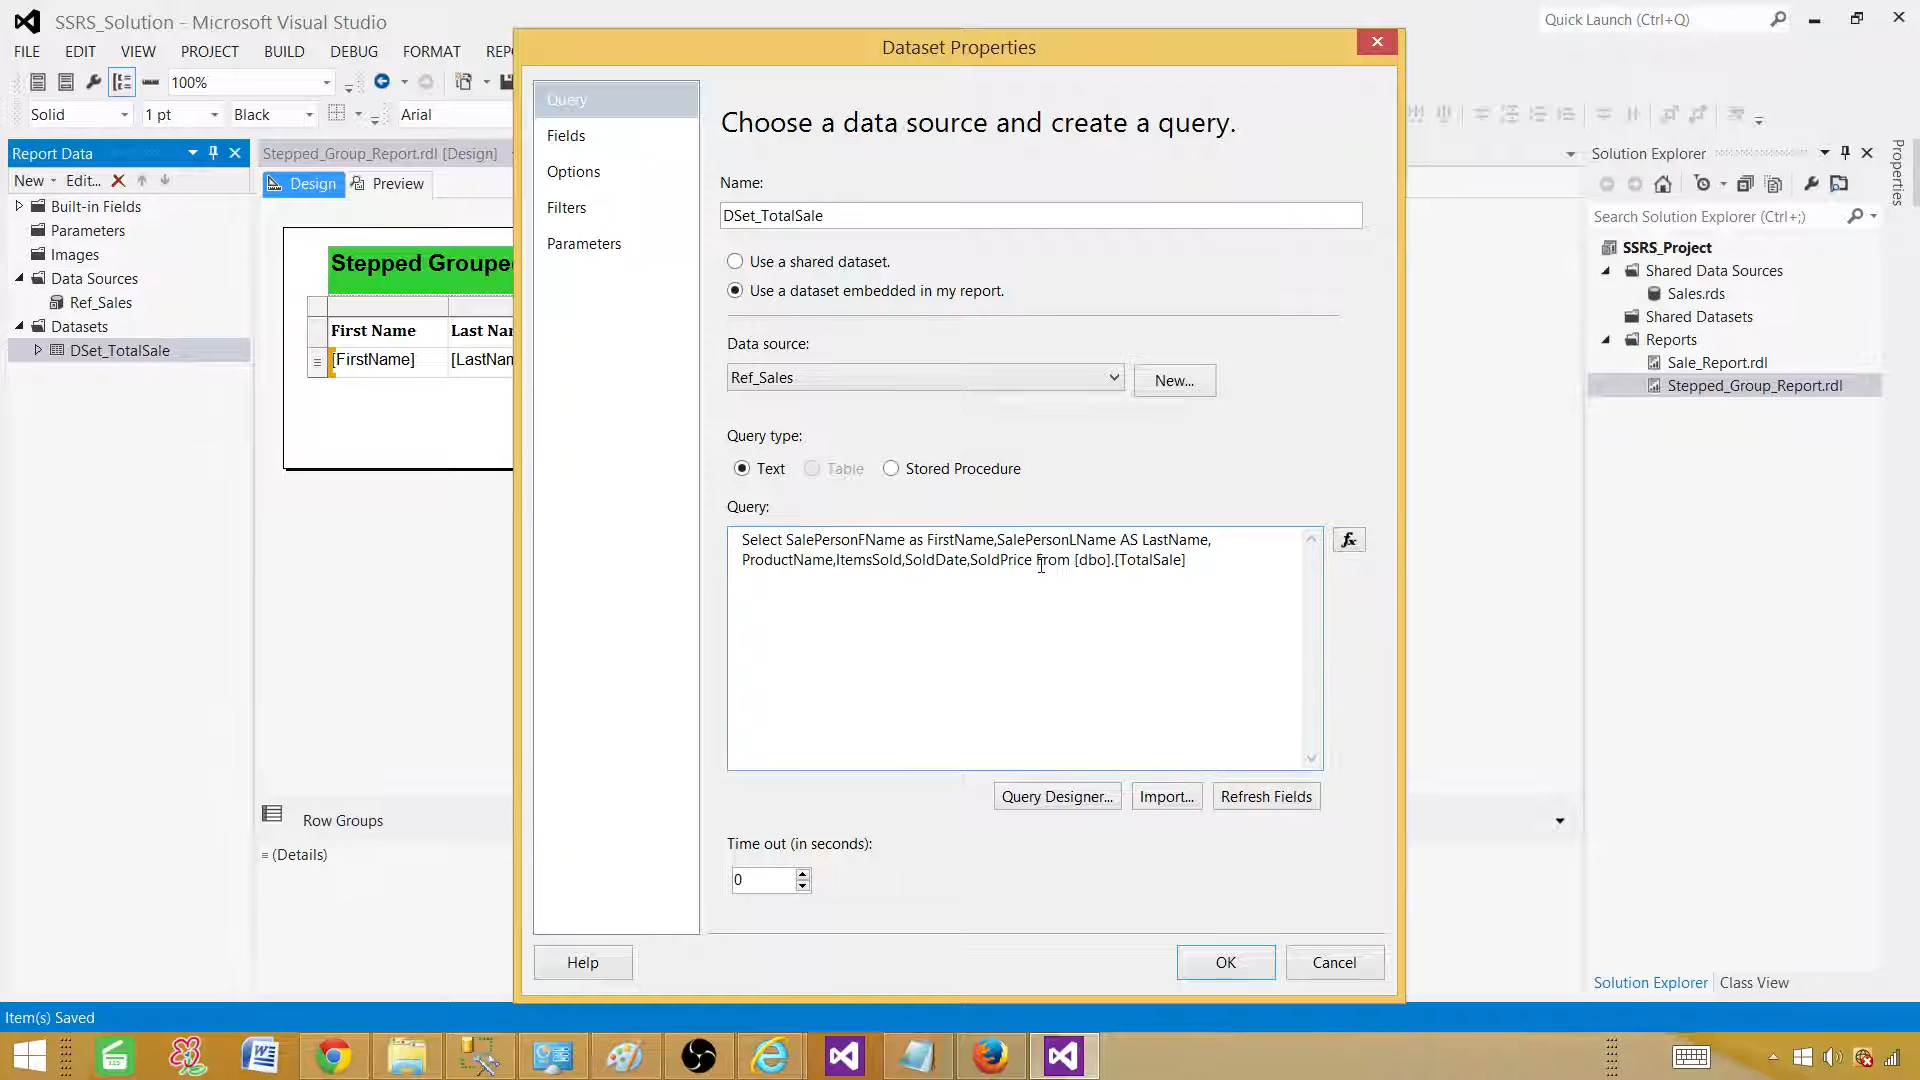 SSRS_Solution - Microsoft Visual Studio
Quick Launch (Ctrl+Q)
FILE EDIT VIEW PROJECT BUILD DEBUG FORMAT
100%
Solid 1 pt Black Arial
Report Data
New Edit...
Built-in Fields
Parameters
Images
Data Sources
Ref_Sales
Datasets
DSet_TotalSale
Stepped_Group_Report.rdl [Design]
Design Preview
Stepped Groupe
First Name Last Nam
[FirstName] [LastNam
Row Groups
(Details)
Dataset Properties
Query
Fields
Options
Filters
Parameters
Choose a data source and create a query.
Name:
DSet_TotalSale
Use a shared dataset.
Use a dataset embedded in my report.
Data source:
Ref_Sales
New...
Query type:
Text Table Stored Procedure
Query:
Select SalePersonFName as FirstName,SalePersonLName AS LastName,
ProductName,ItemsSold,SoldDate,SoldPrice From [dbo].[TotalSale]
fx
Query Designer... Import... Refresh Fields
Time out (in seconds):
0
Help OK Cancel
Solution Explorer
Search Solution Explorer (Ctrl+;)
SSRS_Project
Shared Data Sources
Sales.rds
Shared Datasets
Reports
Sale_Report.rdl
Stepped_Group_Report.rdl
Solution Explorer Class View
Properties
Item(s) Saved